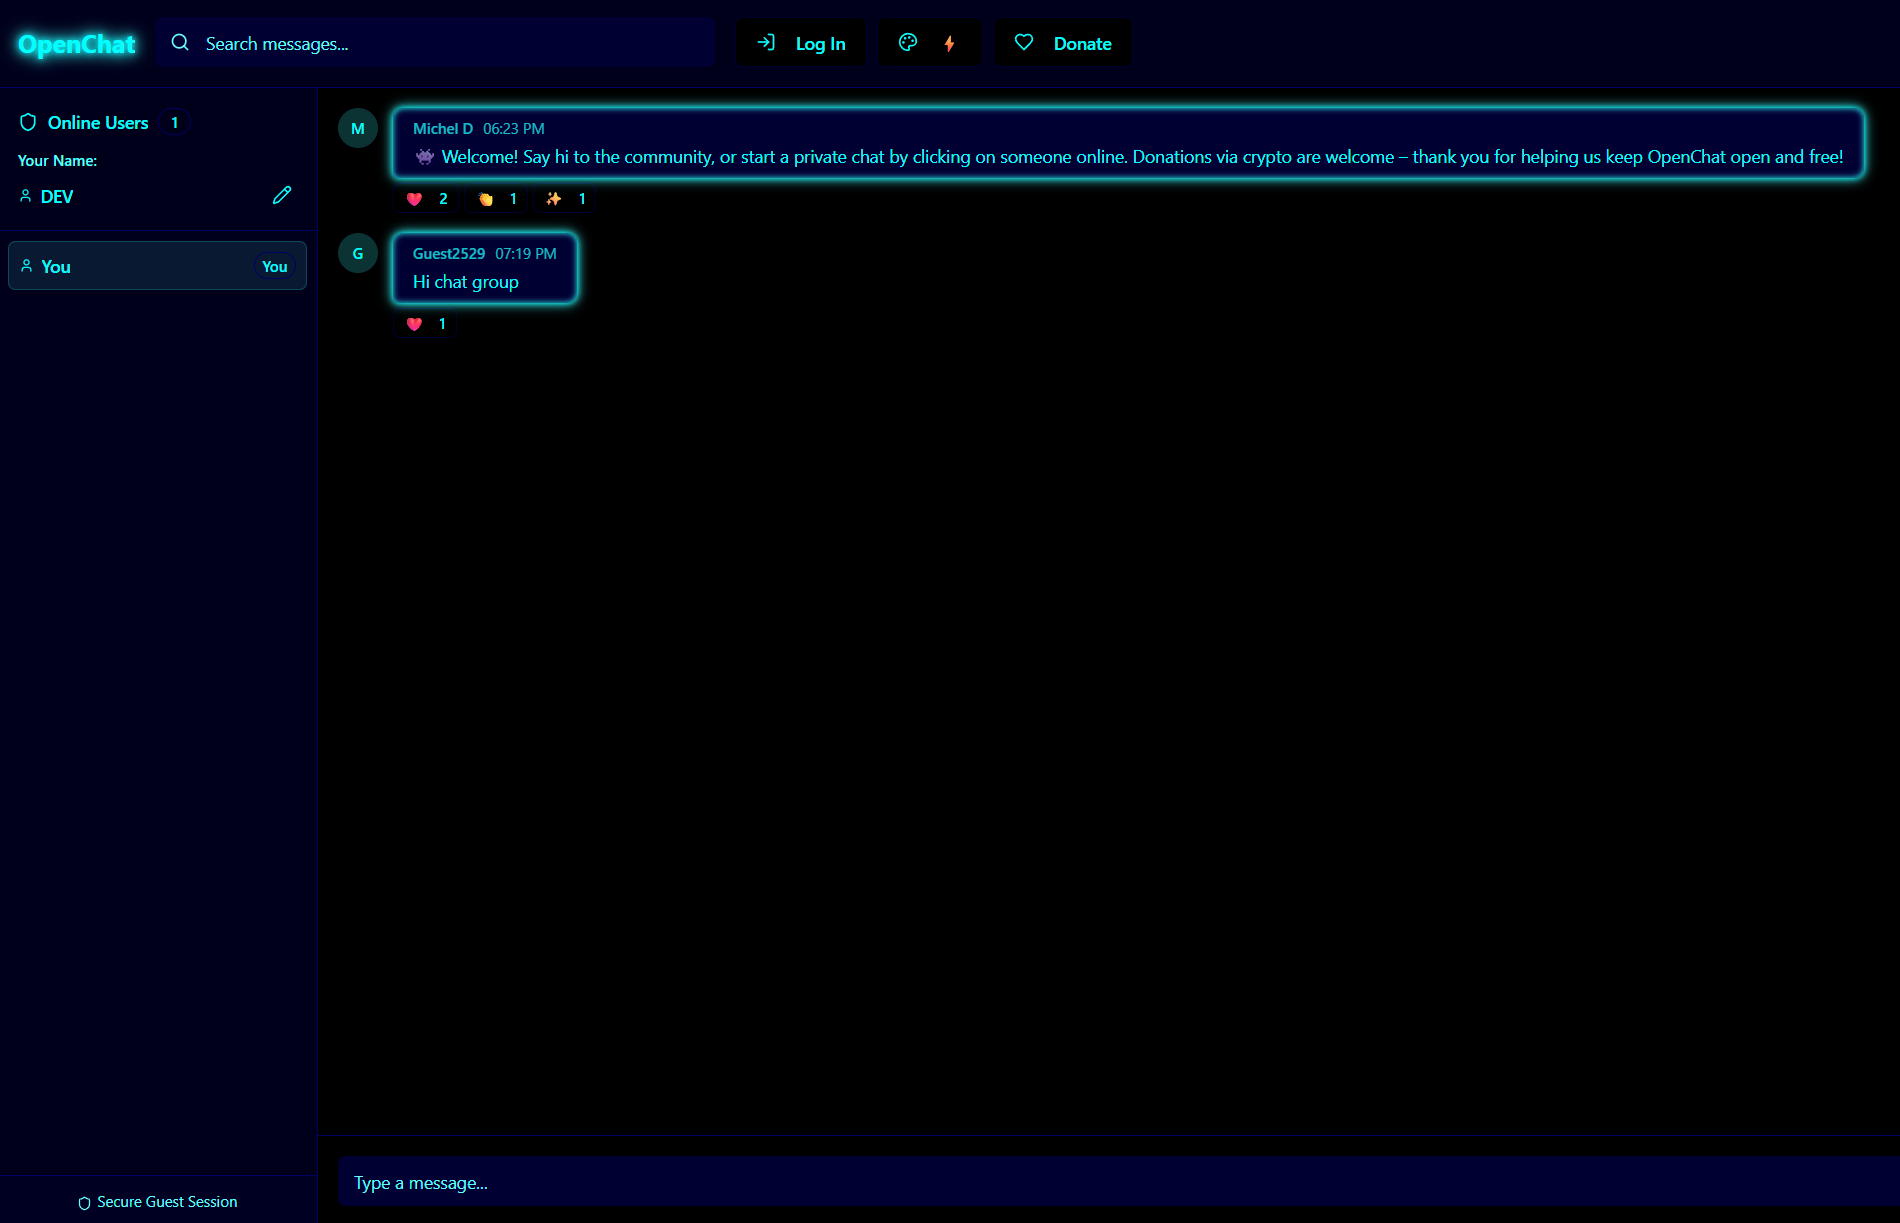 OpenChat
Search messages...
Log In
Donate
Online Users 1
Your Name:
DEV
You You
Secure Guest Session
M
Michel D 06:23 PM
👾 Welcome! Say hi to the community, or start a private chat by clicking on someone online. Donations via crypto are welcome – thank you for helping us keep OpenChat open and free!
❤️ 2 👏 1 ✨ 1
G
Guest2529 07:19 PM
Hi chat group
❤️ 1
Type a message...